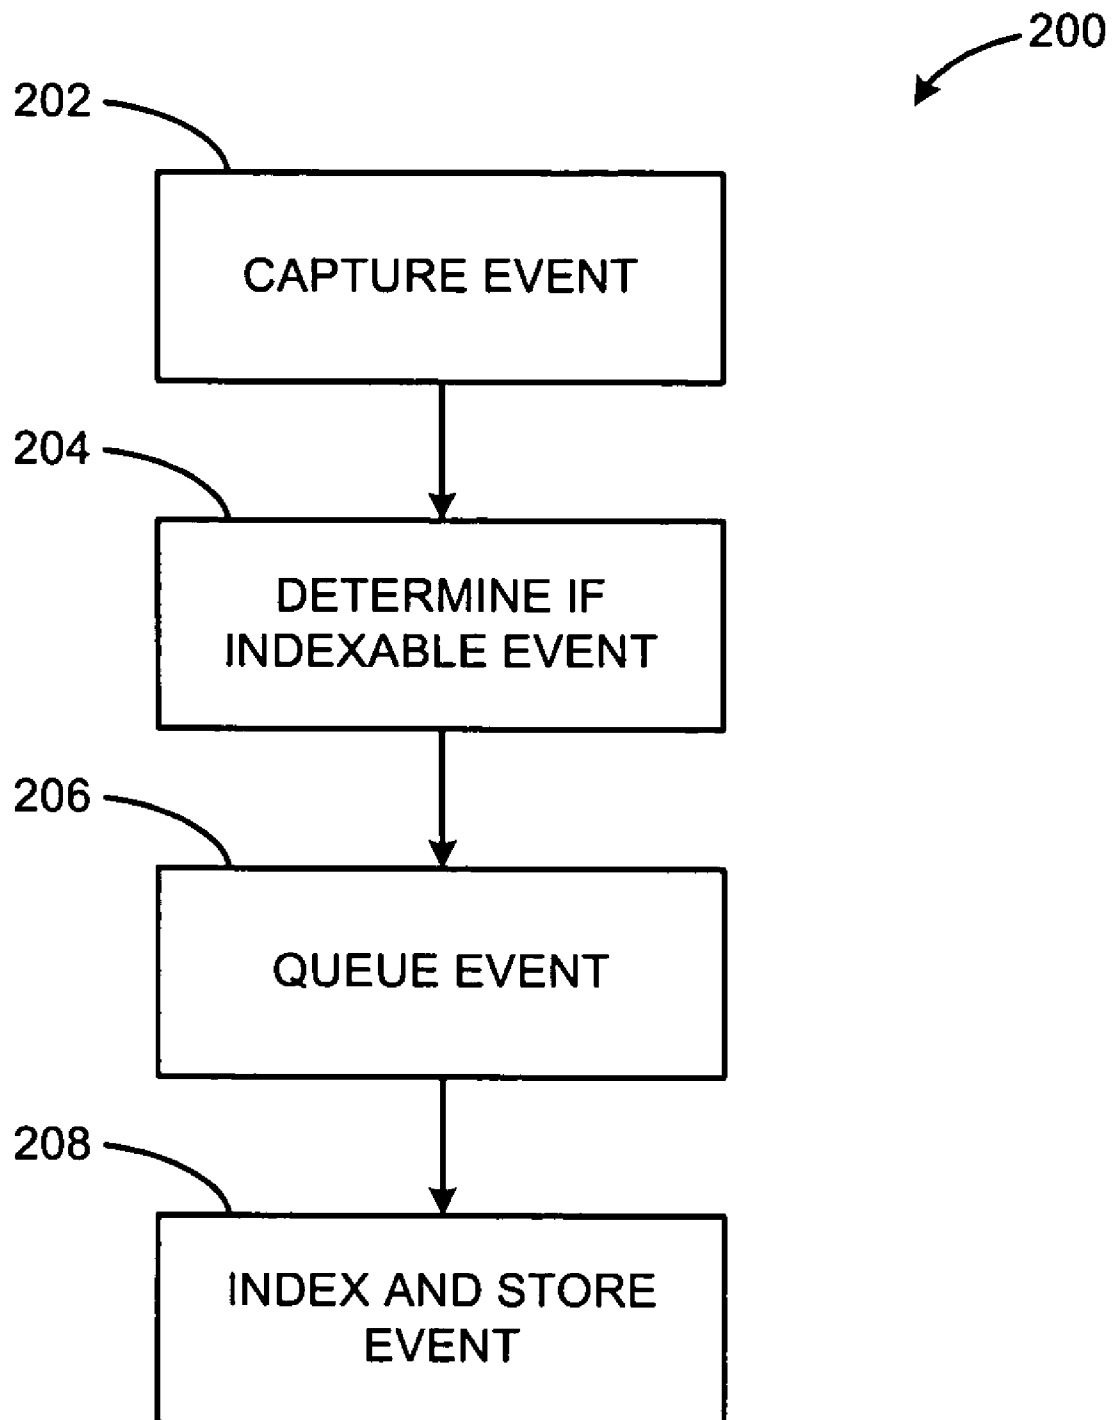 200
202
CAPTURE EVENT
204
DETERMINE IF
INDEXABLE EVENT
206
QUEUE EVENT
208
INDEX AND STORE
EVENT